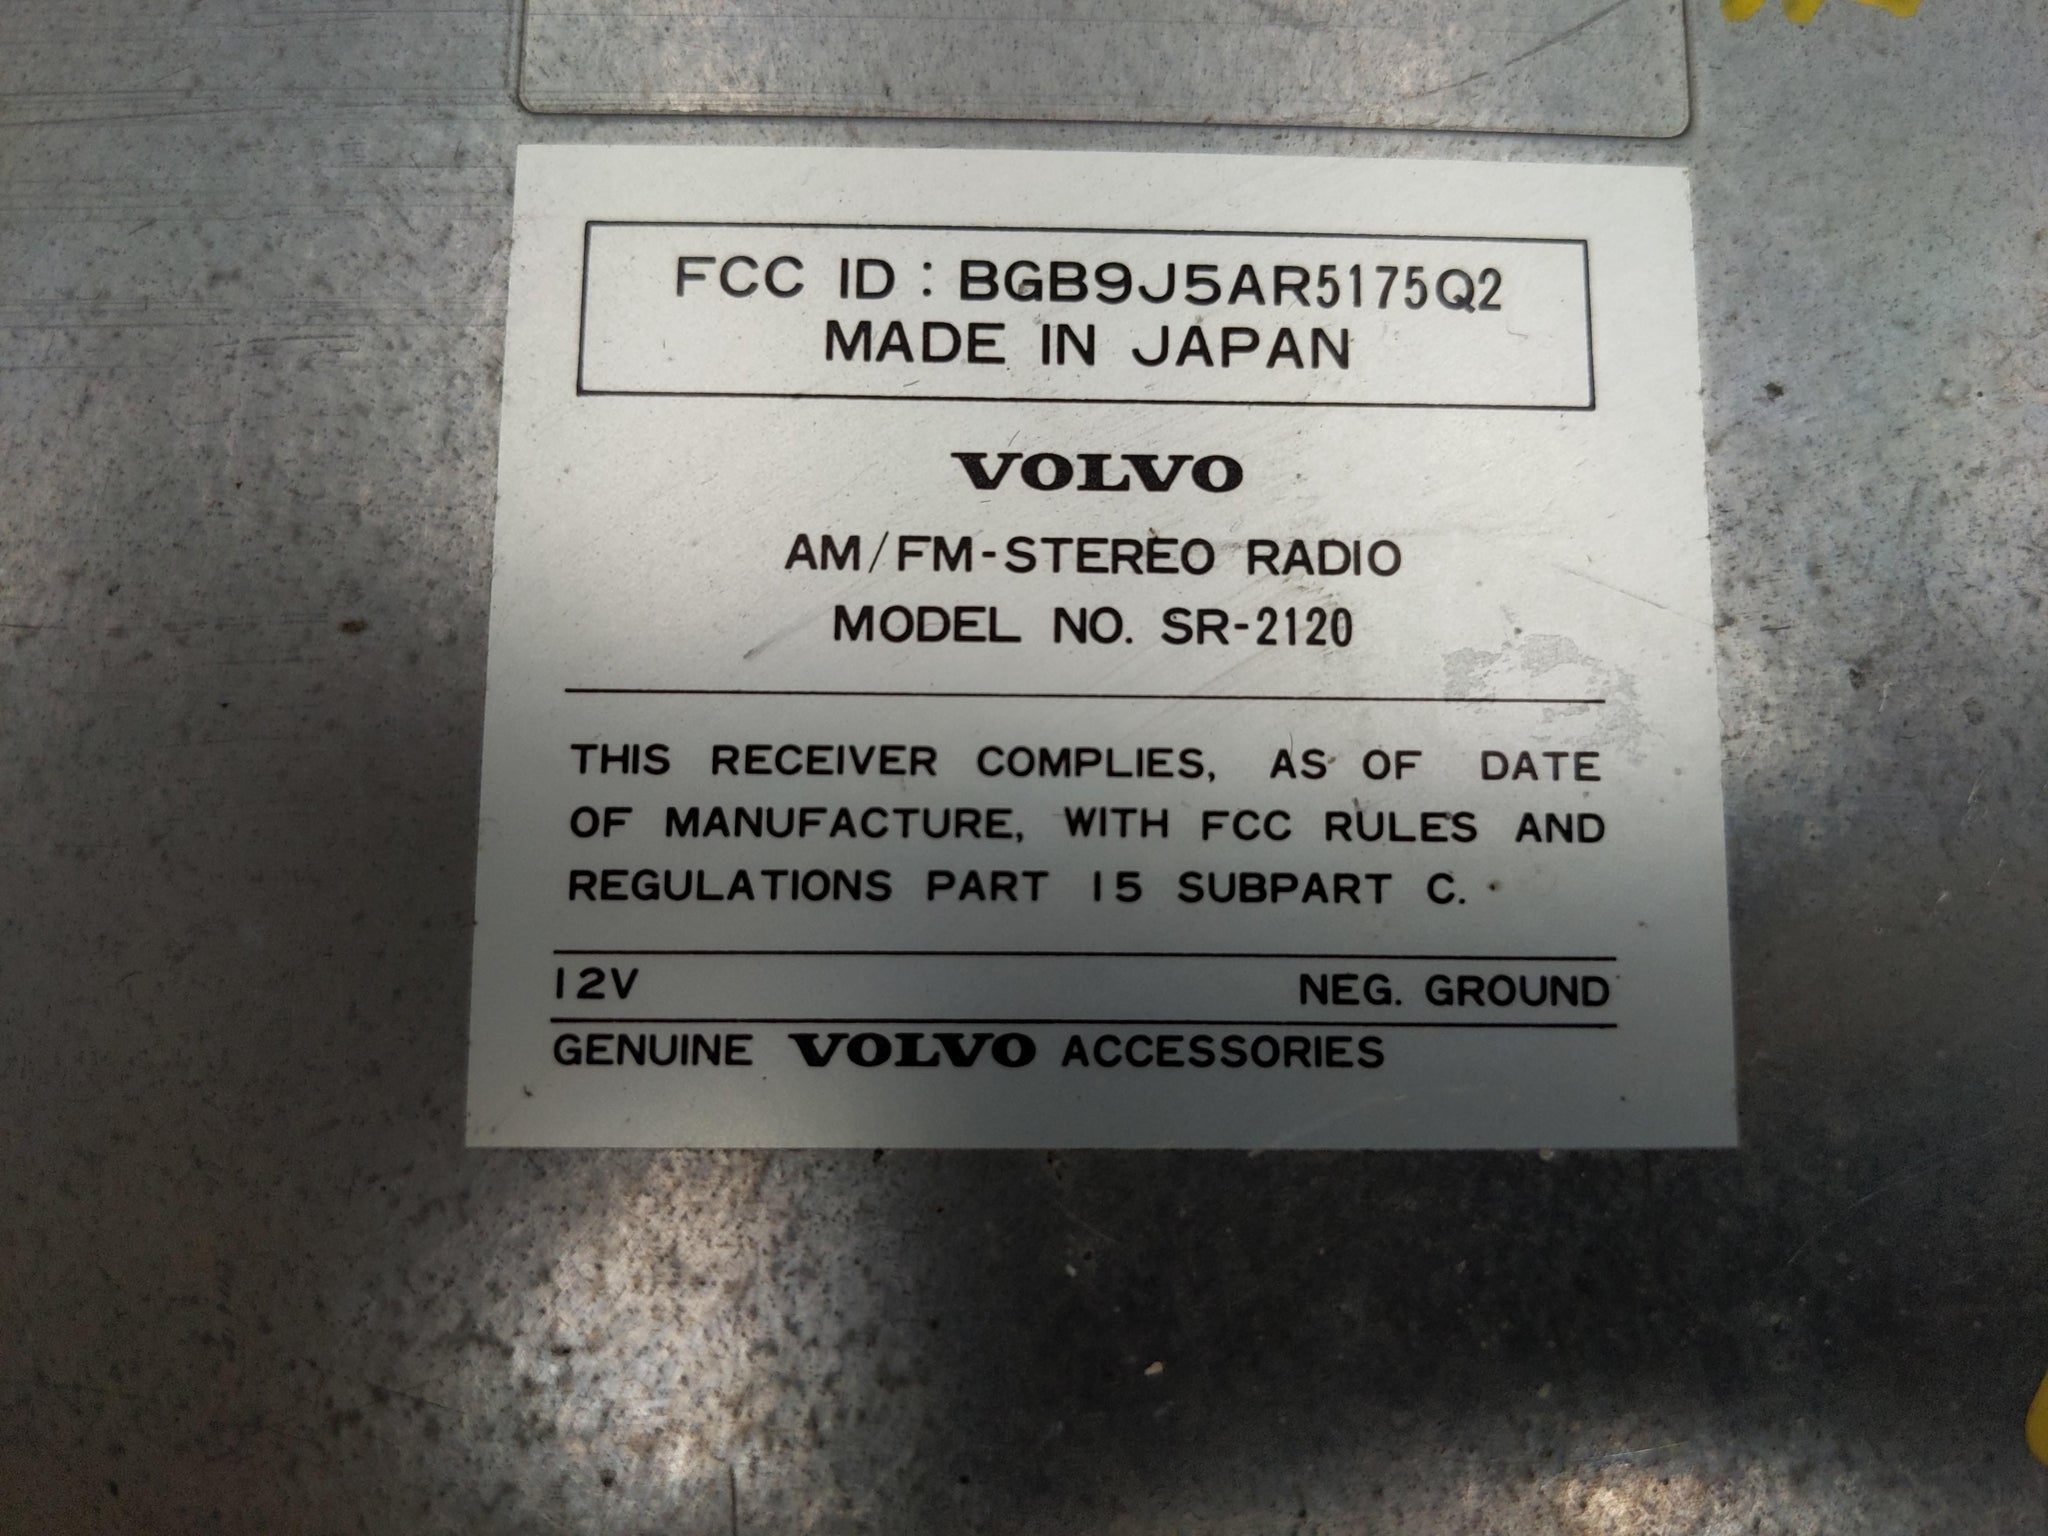 FCC ID : BGB9J5AR5175Q2
MADE IN JAPAN
VOLVO
AM/FM-STEREO RADIO
MODEL NO. SR-2120
THIS RECEIVER COMPLIES, AS OF DATE
OF MANUFACTURE, WITH FCC RULES AND
REGULATIONS PART 15 SUBPART C.
12V NEG. GROUND
GENUINE VOLVO ACCESSORIES